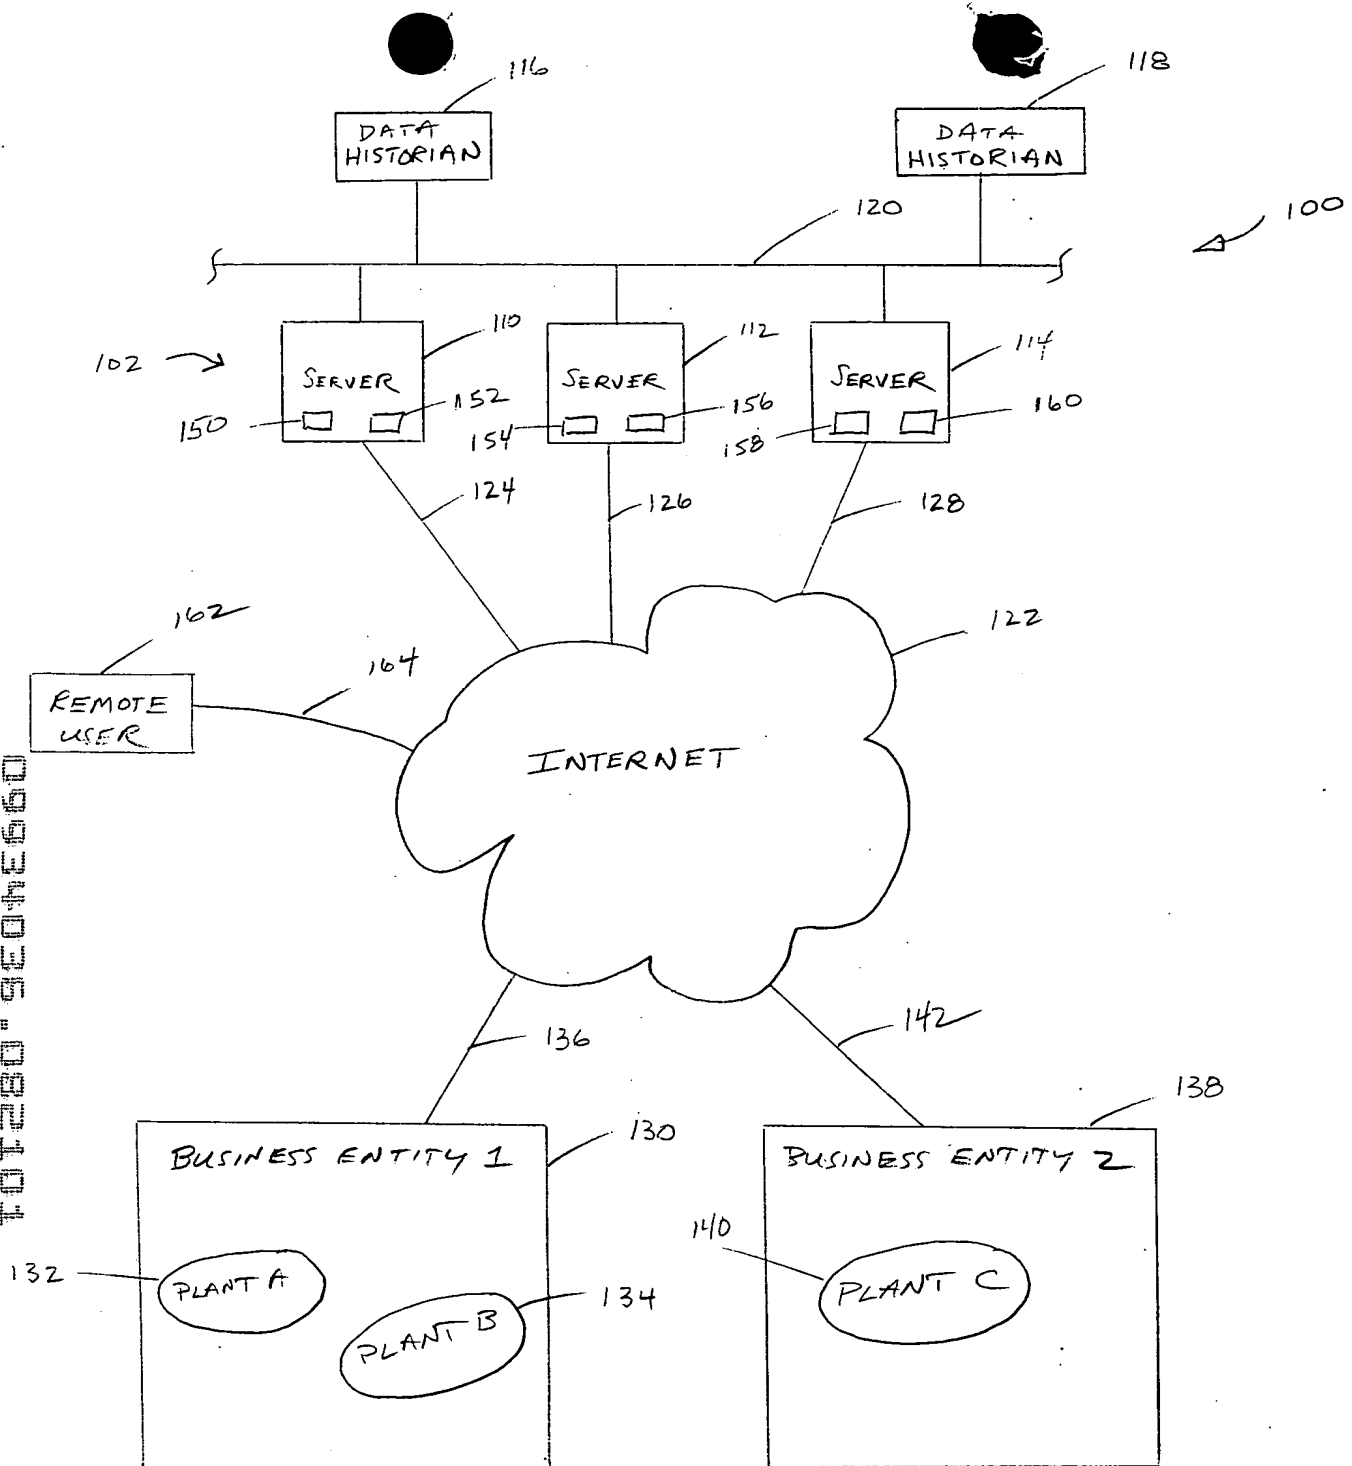 116
118
DATA
HISTORIAN
DATA
HISTORIAN
120
100
110
112
114
102
SERVER
SERVER
SERVER
150
152
154
156
158
160
124
126
128
162
122
164
REMOTE
USER
INTERNET
09934036.082101
136
142
138
130
BUSINESS ENTITY 1
BUSINESS ENTITY 2
140
132
PLANT A
134
PLANT B
PLANT C